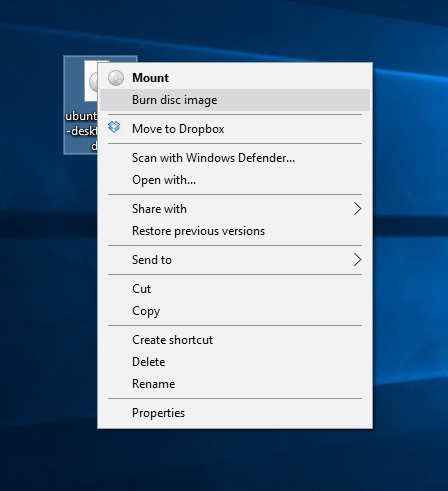 ubunt
-deskt
d
Mount
Burn disc image
Move to Dropbox
Scan with Windows Defender...
Open with...
Share with
Restore previous versions
Send to
Cut
Copy
Create shortcut
Delete
Rename
Properties